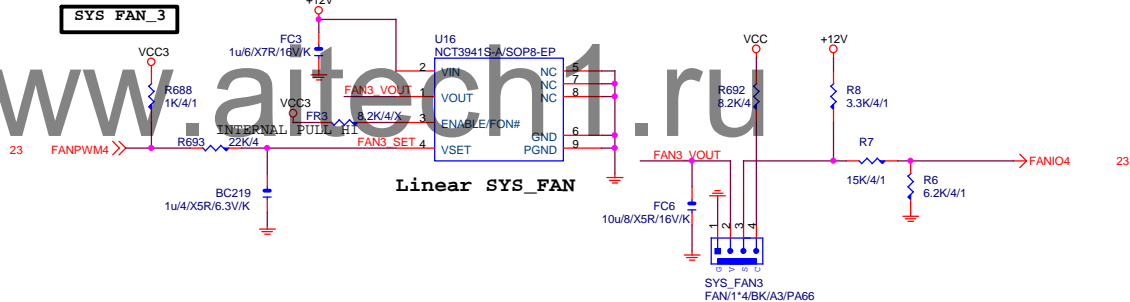 SYS FAN_3
+12V
VCC3
FC3
1u/6/X7R/16V/K
U16
NCT3941S-A/SOP8-EP
VCC
+12V
R688
1K/4/1
2
VIN
NC
5
NC
7
FAN3_VOUT
1
VOUT
NC
8
VCC3
FR3
8.2K/4/X
3
ENABLE/FON#
INTERNAL PULL HI
R692
8.2K/4
R8
3.3K/4/1
www.aitech1.ru
23
FANPWM4
R693
22K/4
FAN3_SET
4
VSET
GND
6
PGND
9
FAN3_VOUT
R7
15K/4/1
FANIO4
23
Linear SYS_FAN
BC219
1u/4/X5R/6.3V/K
R6
6.2K/4/1
FC6
10u/8/X5R/16V/K
1
2
3
4
G
V
S
C
SYS_FAN3
FAN/1*4/BK/A3/PA66